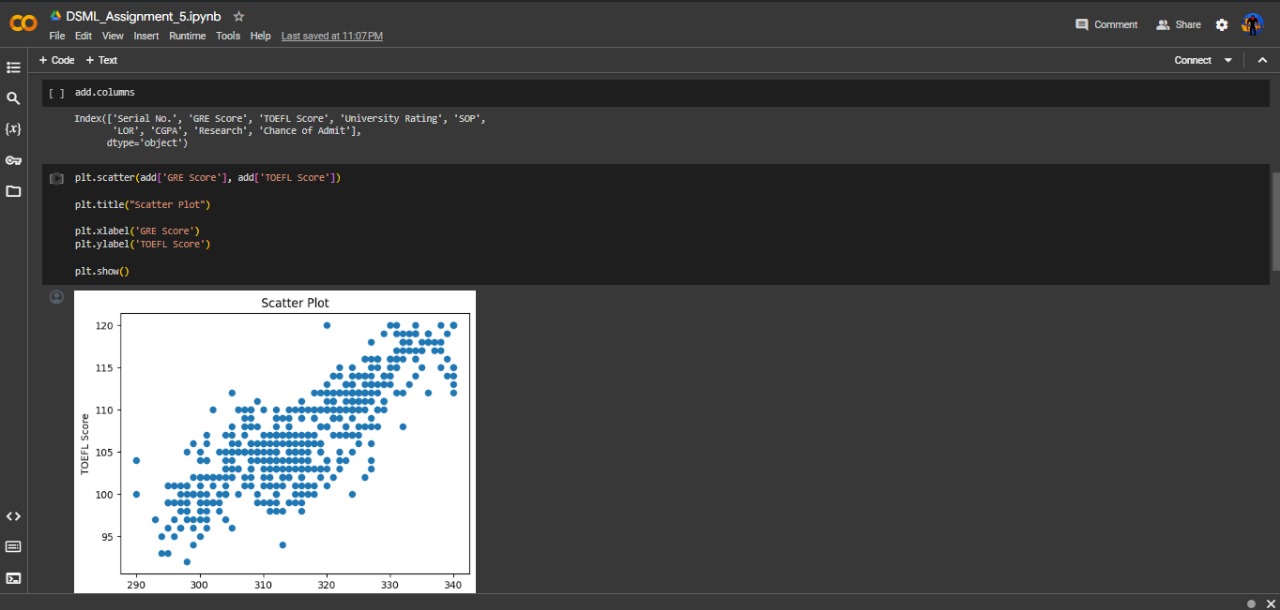 DSML_Assignment_5.ipynb
File Edit View Insert Runtime Tools Help Last saved at 11:07PM
Comment Share
+ Code + Text
Connect
[ ] add.columns
Index(['Serial No.', 'GRE Score', 'TOEFL Score', 'University Rating', 'SOP',
'LOR', 'CGPA', 'Research', 'Chance of Admit'],
dtype='object')
plt.scatter(add['GRE Score'], add['TOEFL Score'])
plt.title("Scatter Plot")
plt.xlabel('GRE Score')
plt.ylabel('TOEFL Score')
plt.show()
Scatter Plot
TOEFL Score
120
115
110
105
100
95
290 300 310 320 330 340
{x}